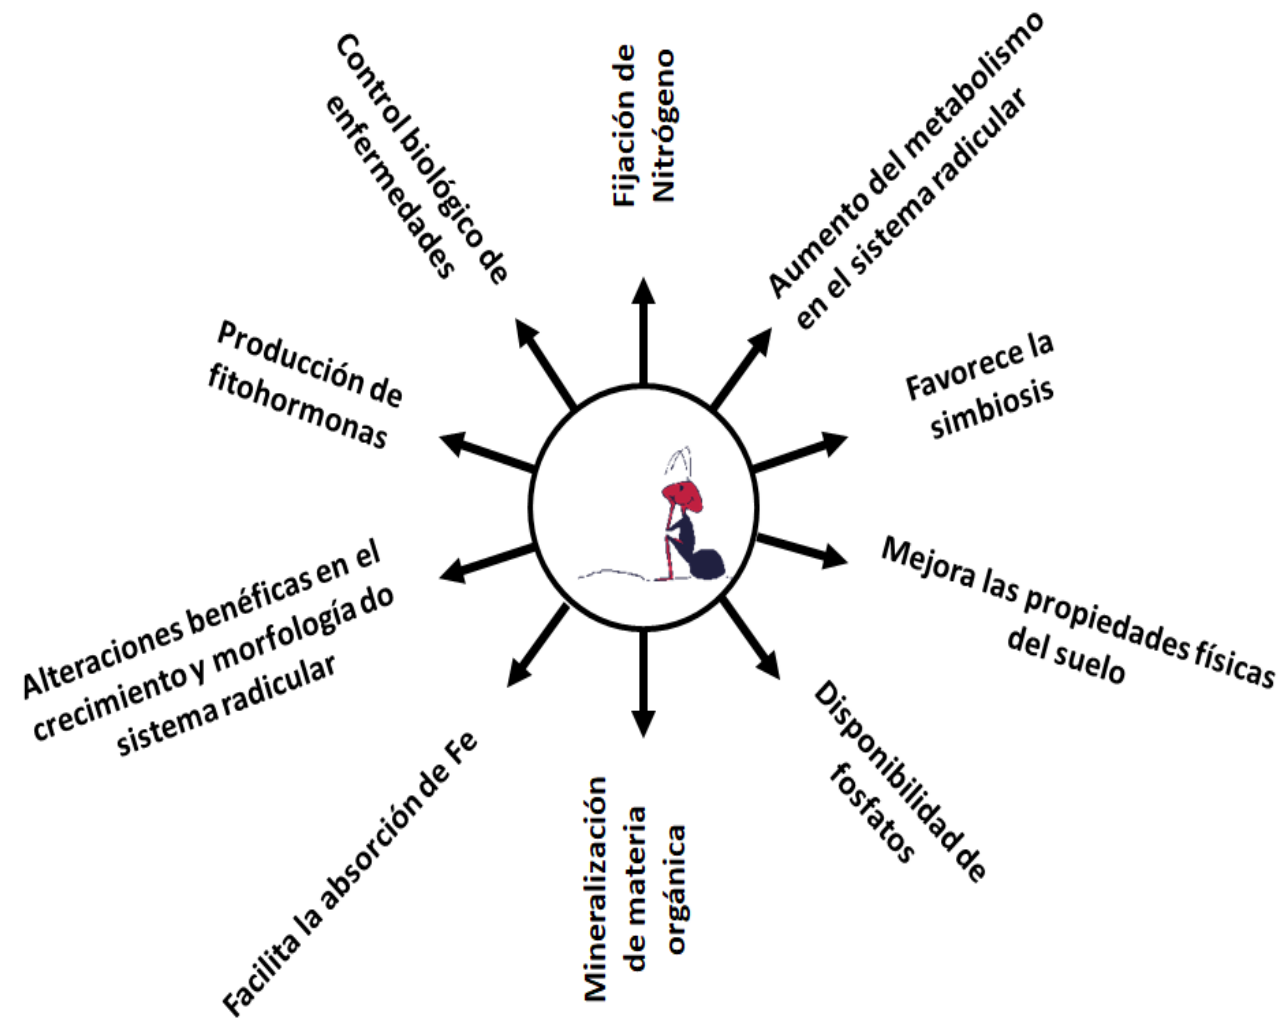 Fijación de
Nitrógeno
Aumento del metabolismo
en el sistema radicular
Favorece la
simbiosis
Mejora las propiedades físicas
del suelo
Disponibilidad de
fosfatos
Mineralización
de materia
orgánica
Facilita la absorción de Fe
Alteraciones benéficas en el
crecimiento y morfología do
sistema radicular
Producción de
fitohormonas
Control biológico de
enfermedades